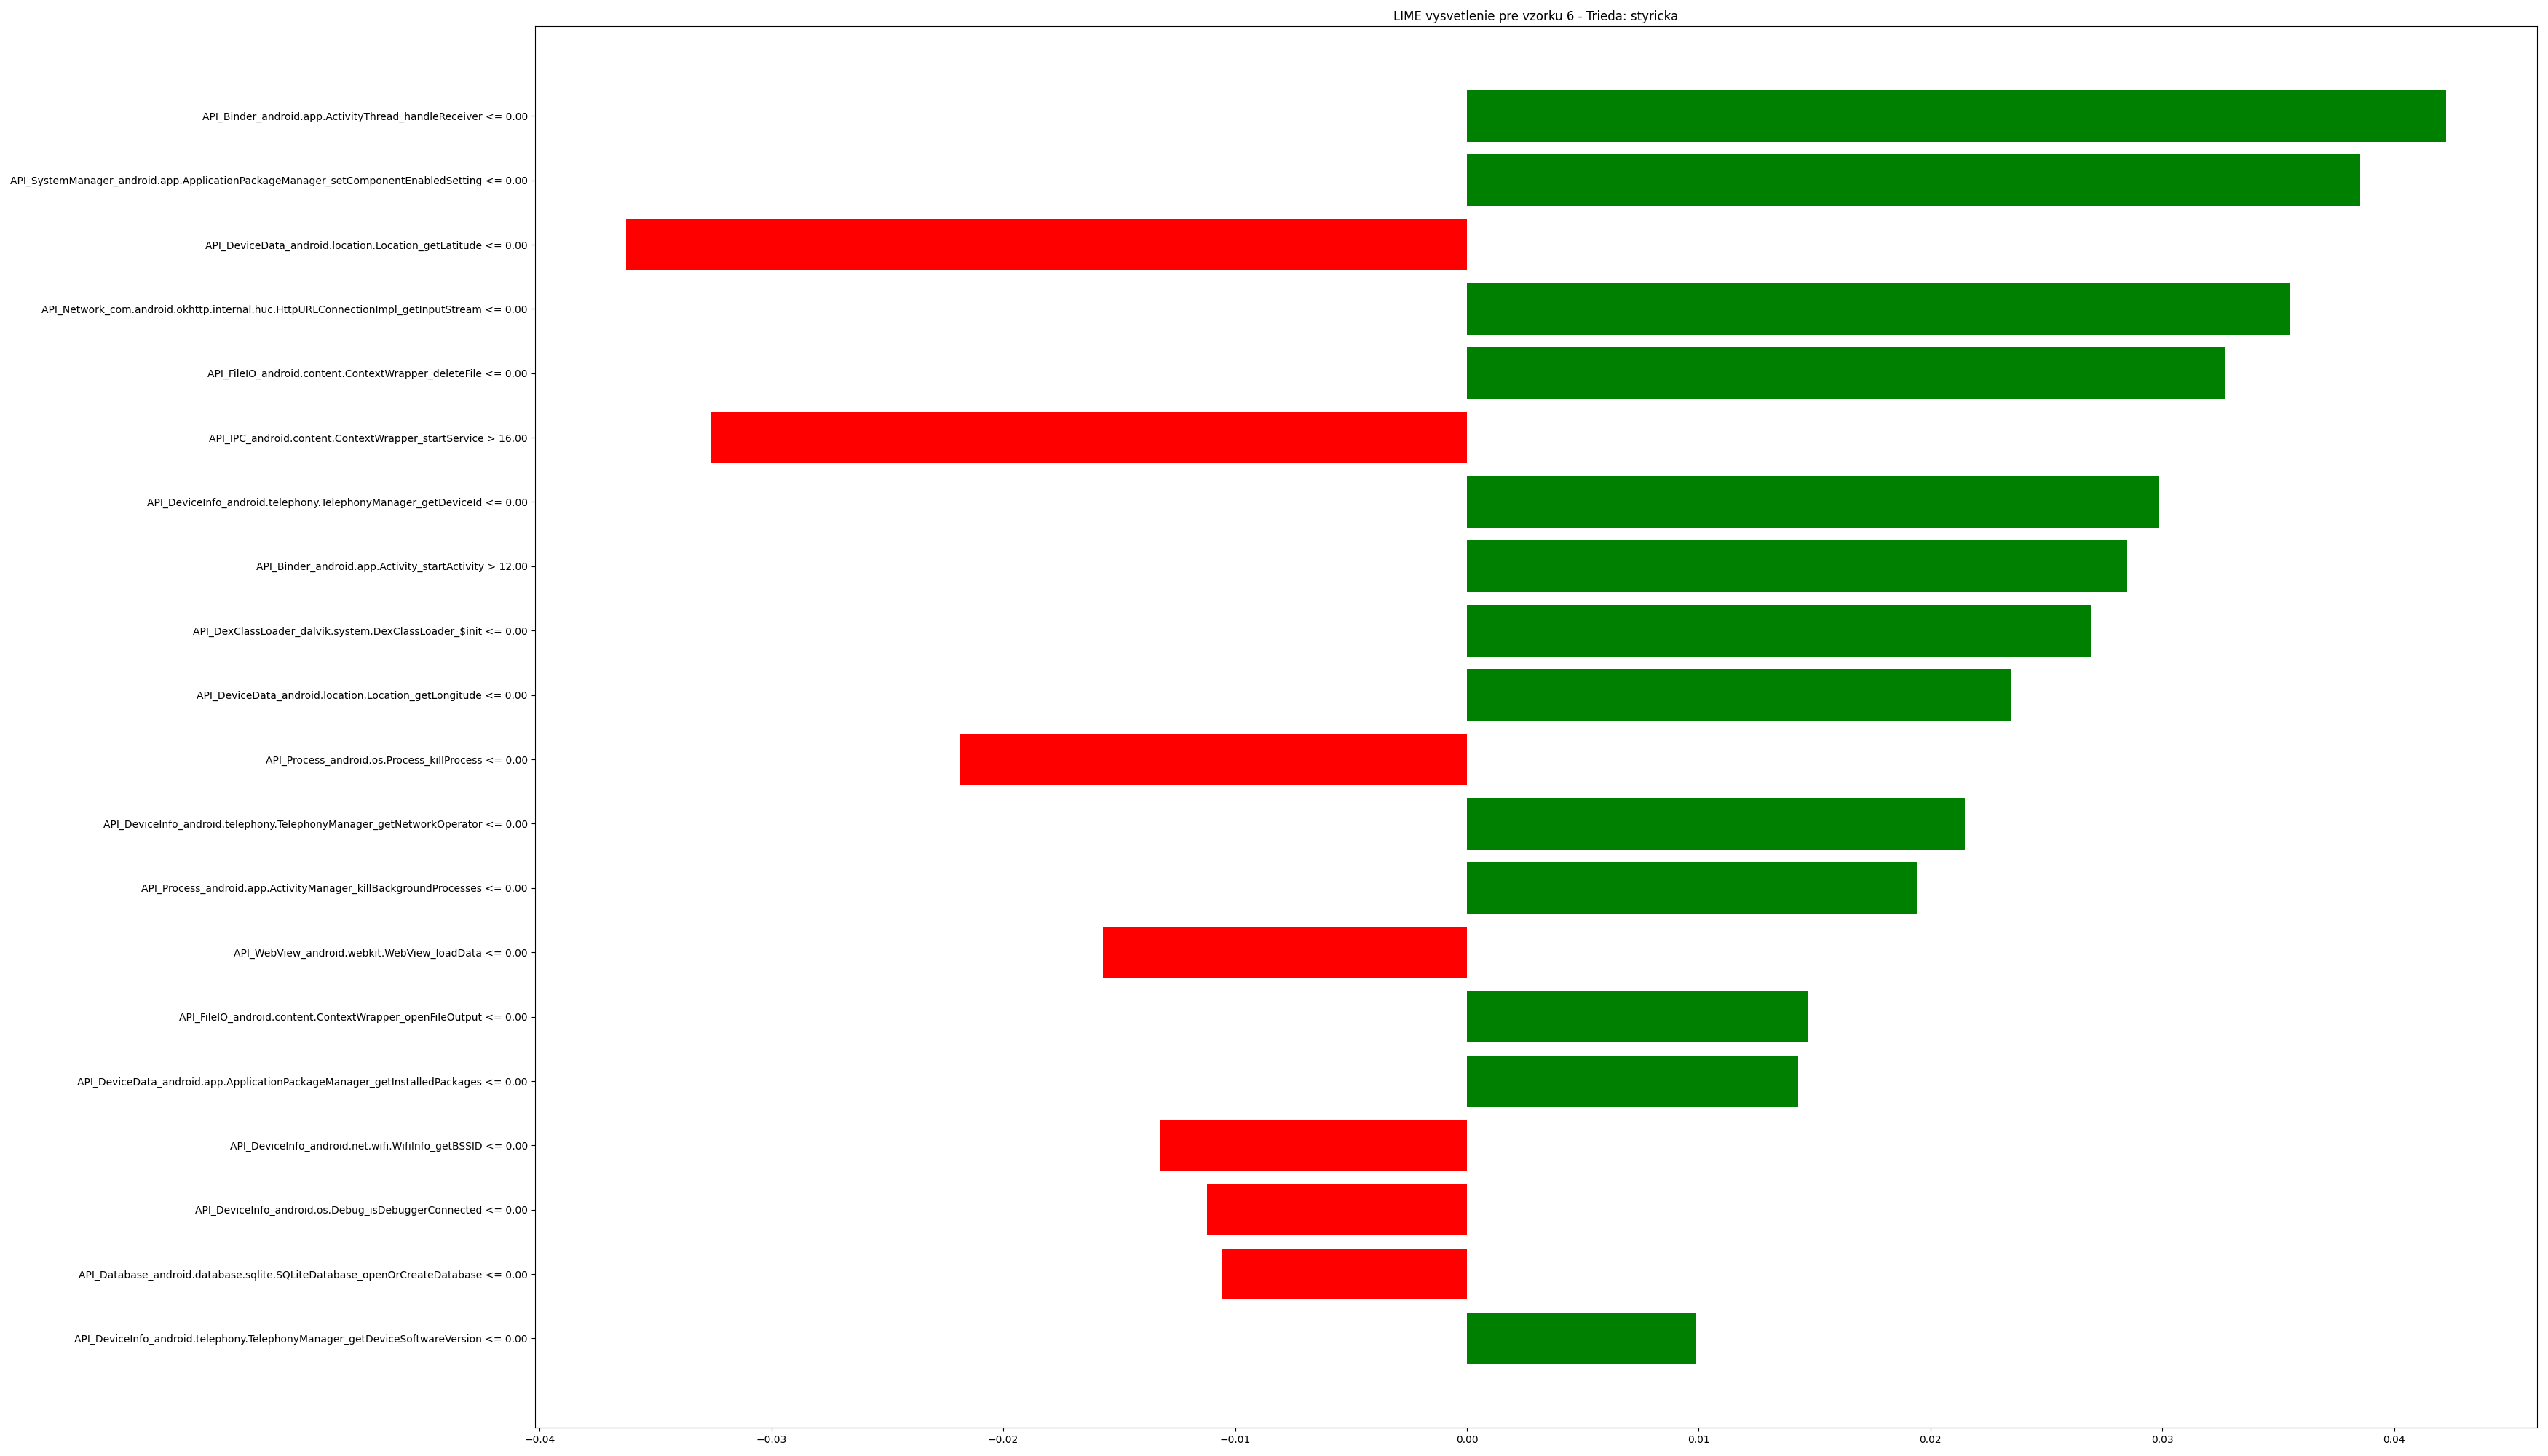 LIME vysvetlenie pre vzorku 6 - Trieda: styricka
API_Binder_android.app.ActivityThread_handleReceiver <= 0.00
API_SystemManager_android.app.ApplicationPackageManager_setComponentEnabledSetting <= 0.00
API_DeviceData_android.location.Location_getLatitude <= 0.00
API_Network_com.android.okhttp.internal.huc.HttpURLConnectionImpl_getInputStream <= 0.00
API_FileIO_android.content.ContextWrapper_deleteFile <= 0.00
API_IPC_android.content.ContextWrapper_startService > 16.00
API_DeviceInfo_android.telephony.TelephonyManager_getDeviceId <= 0.00
API_Binder_android.app.Activity_startActivity > 12.00
API_DexClassLoader_dalvik.system.DexClassLoader_$init <= 0.00
API_DeviceData_android.location.Location_getLongitude <= 0.00
API_Process_android.os.Process_killProcess <= 0.00
API_DeviceInfo_android.telephony.TelephonyManager_getNetworkOperator <= 0.00
API_Process_android.app.ActivityManager_killBackgroundProcesses <= 0.00
API_WebView_android.webkit.WebView_loadData <= 0.00
API_FileIO_android.content.ContextWrapper_openFileOutput <= 0.00
API_DeviceData_android.app.ApplicationPackageManager_getInstalledPackages <= 0.00
API_DeviceInfo_android.net.wifi.WifiInfo_getBSSID <= 0.00
API_DeviceInfo_android.os.Debug_isDebuggerConnected <= 0.00
API_Database_android.database.sqlite.SQLiteDatabase_openOrCreateDatabase <= 0.00
API_DeviceInfo_android.telephony.TelephonyManager_getDeviceSoftwareVersion <= 0.00
−0.04 −0.03 −0.02 −0.01 0.00 0.01 0.02 0.03 0.04